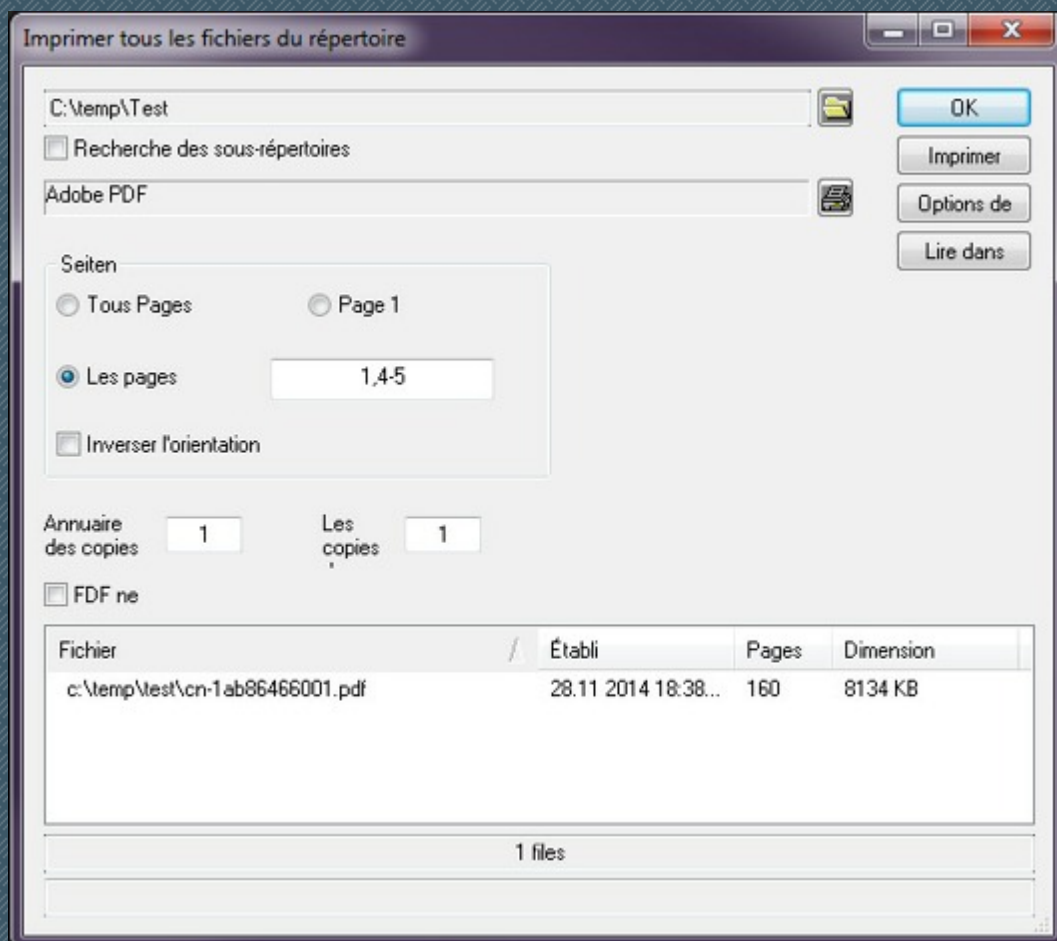 Imprimer tous les fichiers du répertoire
C:\temp\Test
OK
Recherche des sous-répertoires
Imprimer
Adobe PDF
Options de
Lire dans
Seiten
Tous Pages
Page 1
Les pages
1,4-5
Inverser l'orientation
Annuaire
des copies
1
Les
copies
1
FDF ne
Fichier
Établi
Pages
Dimension
c:\temp\test\cn-1ab86466001.pdf
28.11 2014 18:38...
160
8134 KB
1 files